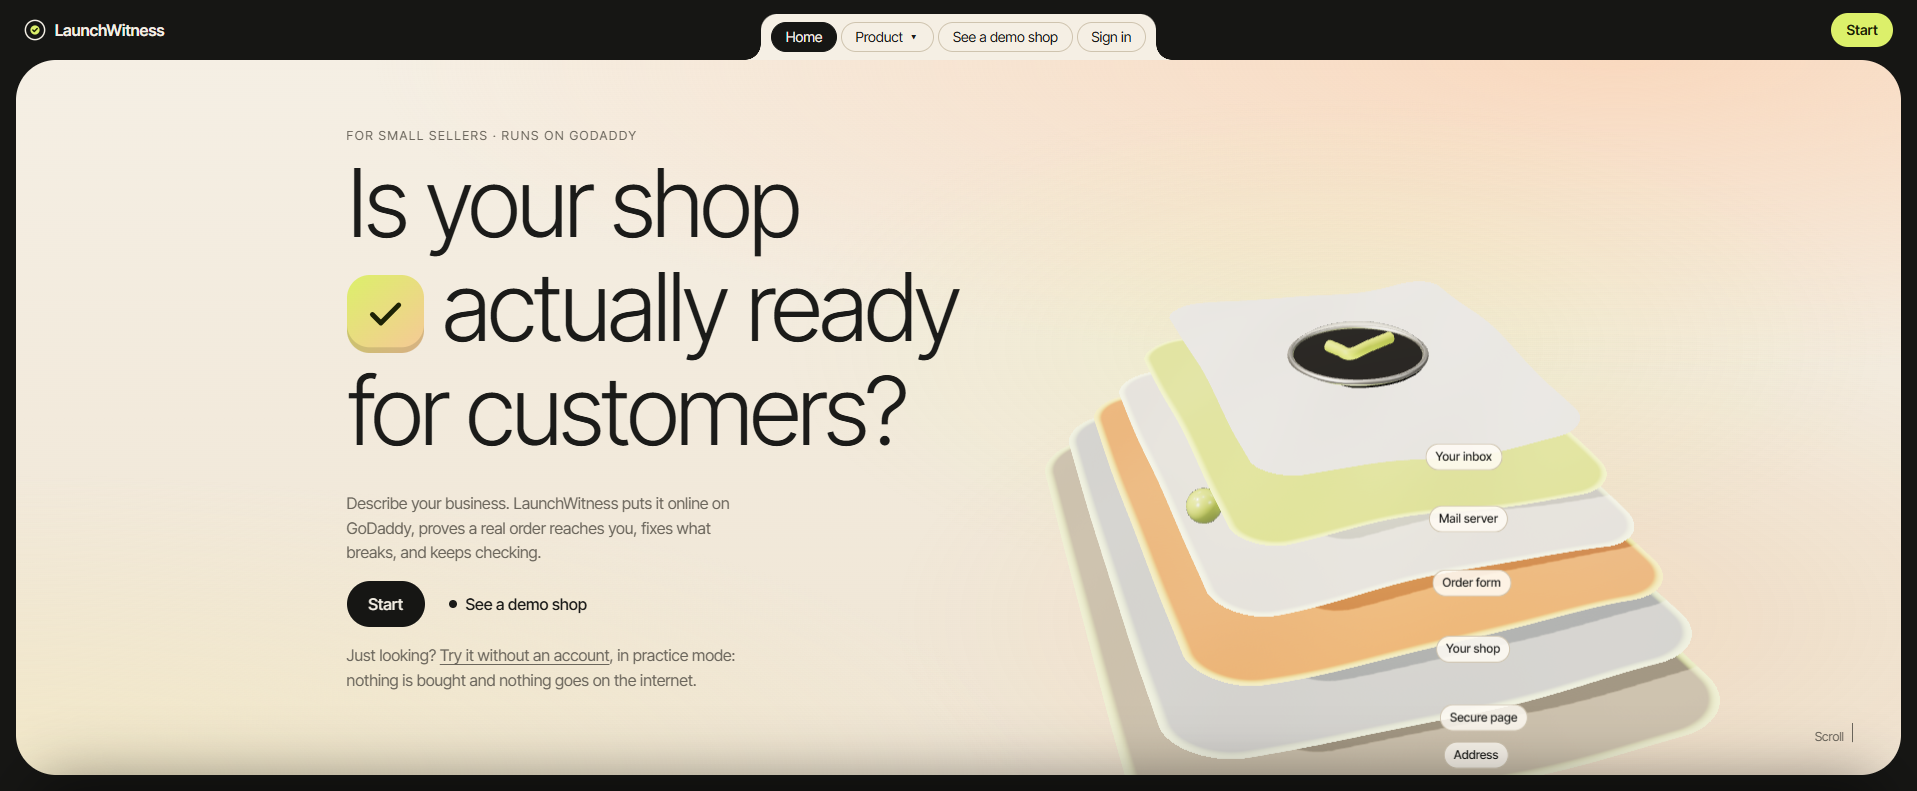 LaunchWitness
Home
Product
See a demo shop
Sign in
Start
FOR SMALL SELLERS · RUNS ON GODADDY
Is your shop
actually ready
for customers?
Describe your business. LaunchWitness puts it online on
GoDaddy, proves a real order reaches you, fixes what
breaks, and keeps checking.
Start
See a demo shop
Just looking? Try it without an account, in practice mode:
nothing is bought and nothing goes on the internet.
Your inbox
Mail server
Order form
Your shop
Secure page
Address
Scroll